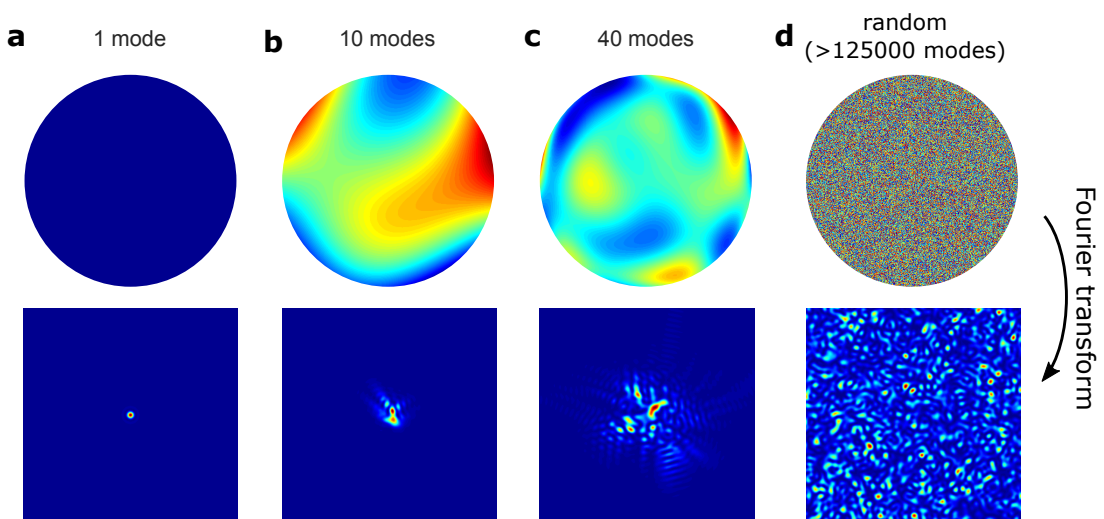 a
1 mode
b
10 modes
c
40 modes
d
random
(>125000 modes)
Fourier transform